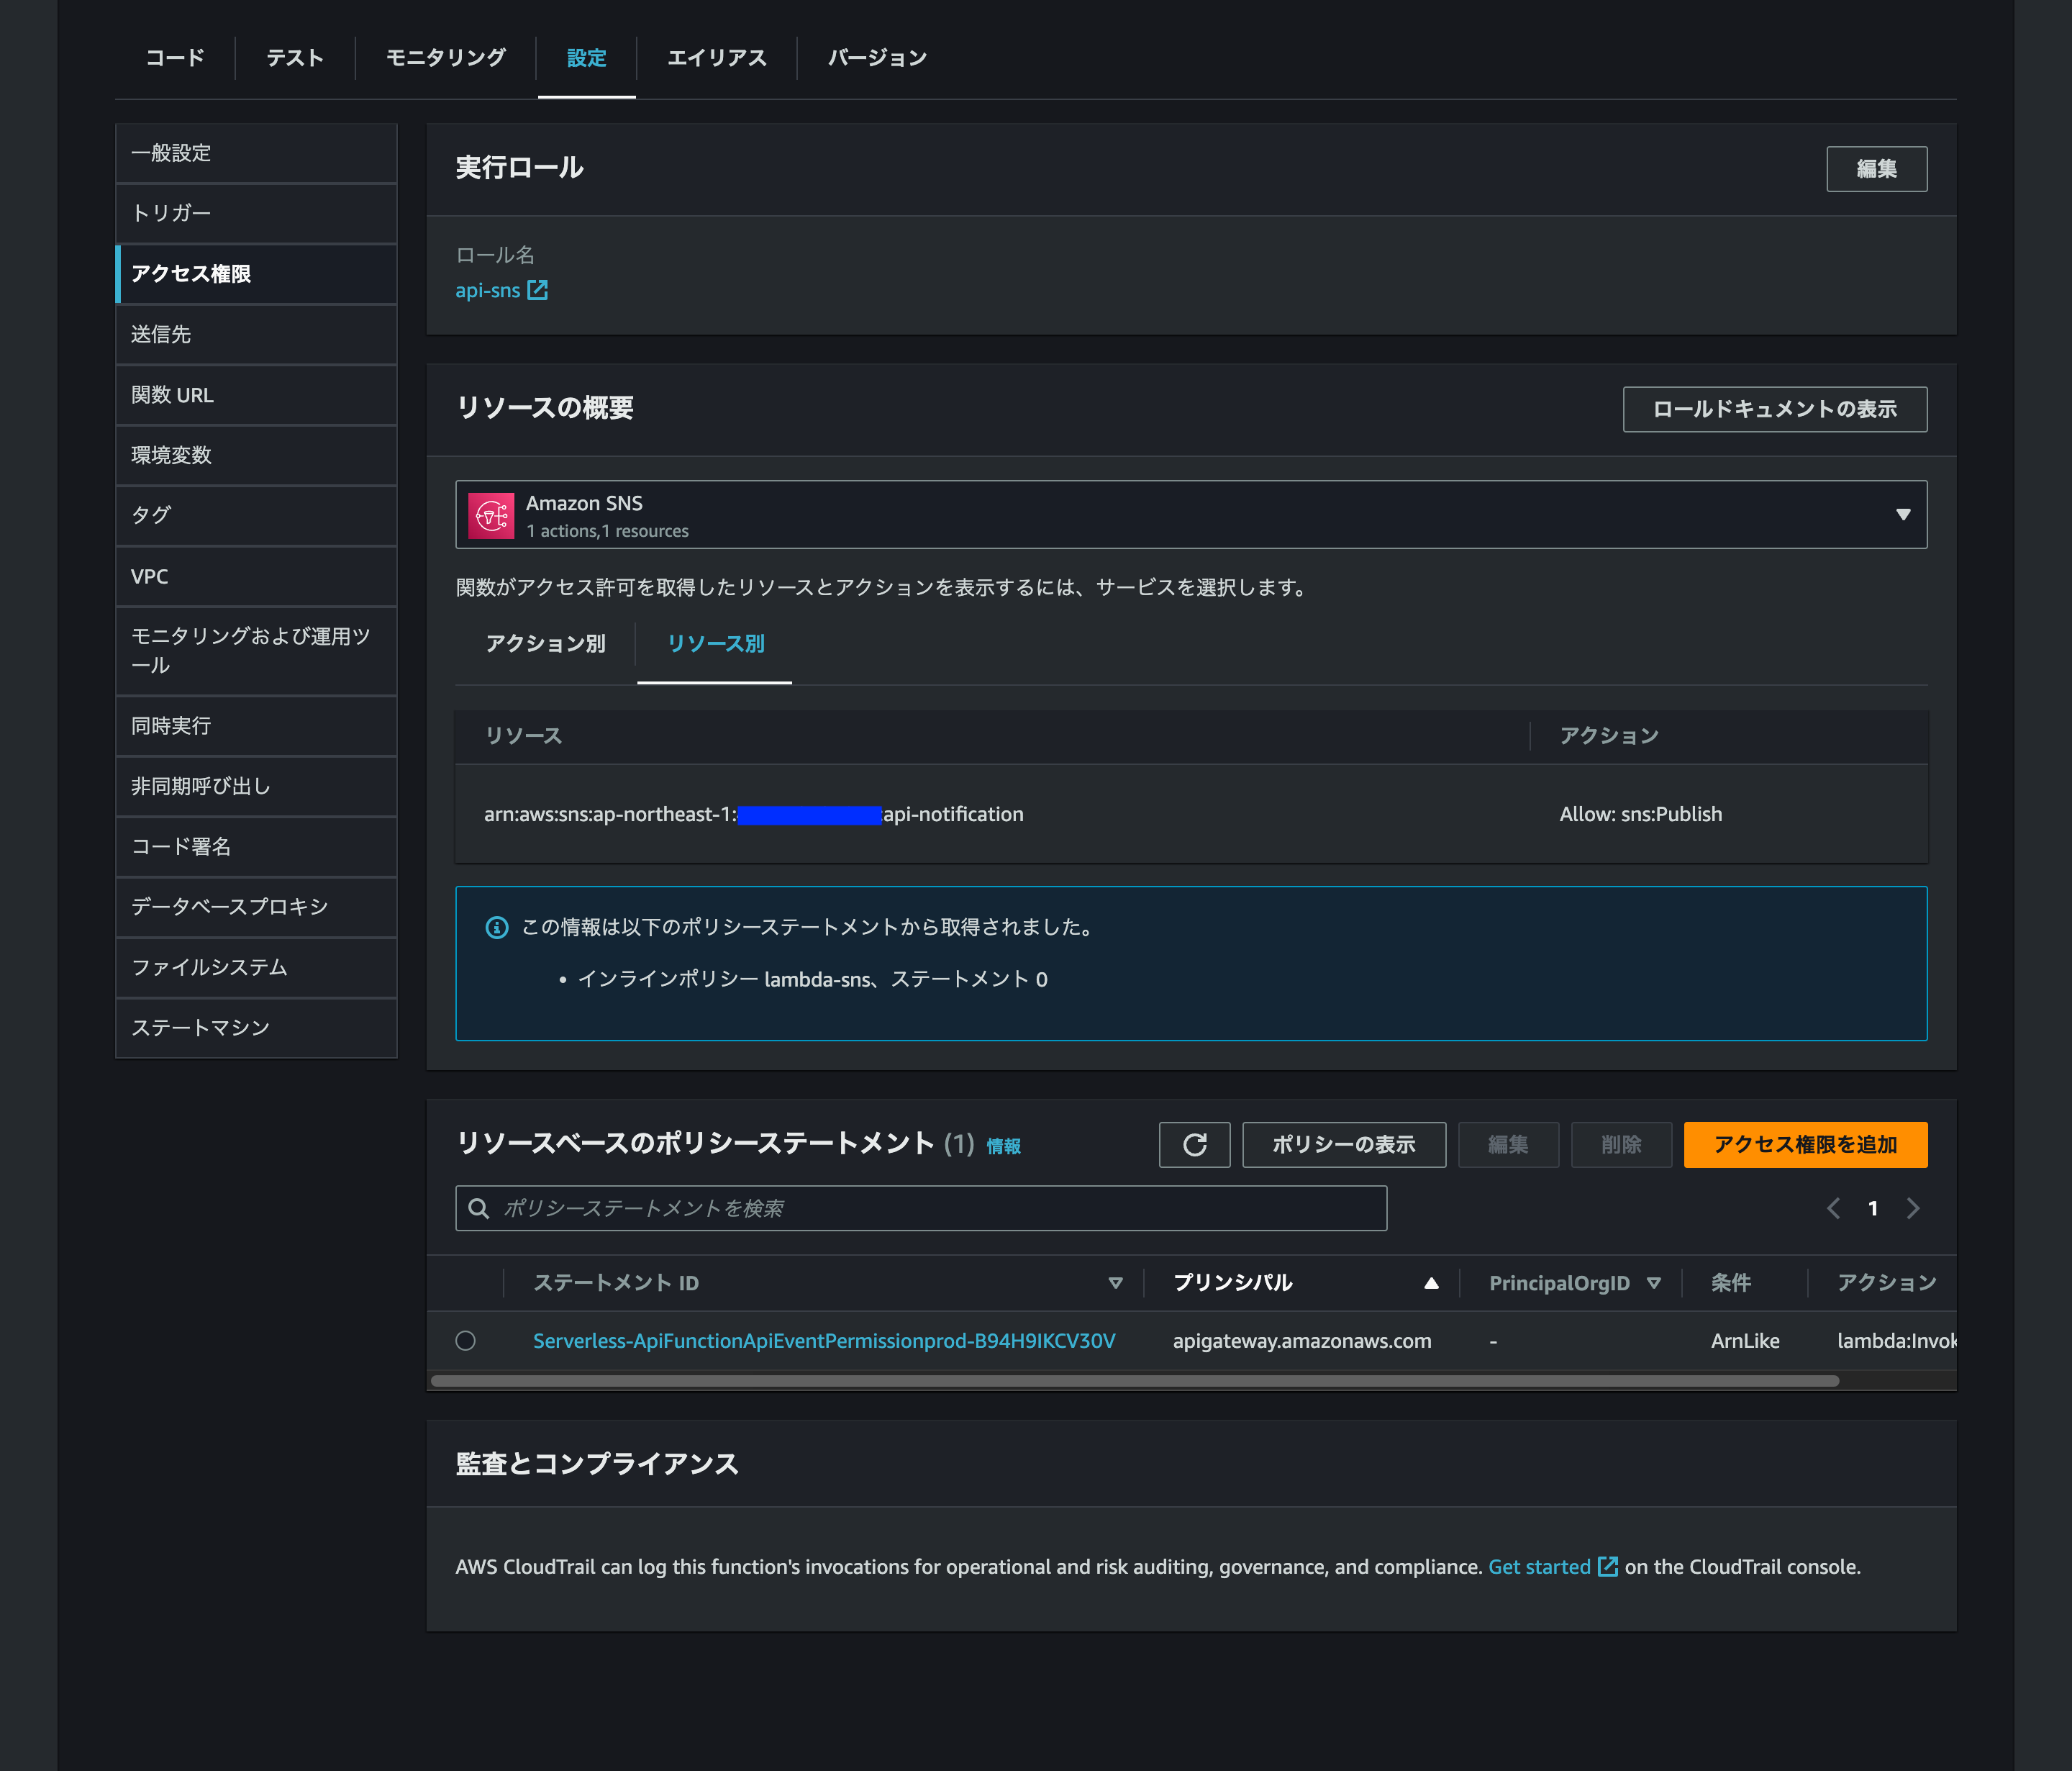 コード
テスト
モニタリング
設定
エイリアス
バージョン
一般設定
トリガー
アクセス権限
送信先
関数 URL
環境変数
タグ
VPC
モニタリングおよび運用ツ
ール
同時実行
非同期呼び出し
コード署名
データベースプロキシ
ファイルシステム
ステートマシン
実行ロール
編集
ロール名
api-sns
リソースの概要
ロールドキュメントの表示
Amazon SNS
1 actions,1 resources
関数がアクセス許可を取得したリソースとアクションを表示するには、サービスを選択します。
アクション別
リソース別
リソース
アクション
arn:aws:sns:ap-northeast-1: :api-notification
Allow: sns:Publish
この情報は以下のポリシーステートメントから取得されました。
• インラインポリシー lambda-sns、ステートメント 0
リソースベースのポリシーステートメント (1) 情報
ポリシーの表示
編集
削除
アクセス権限を追加
ポリシーステートメントを検索
1
ステートメント ID
プリンシパル
PrincipalOrgID
条件
アクション
Serverless-ApiFunctionApiEventPermissionprod-B94H9IKCV30V
apigateway.amazonaws.com
-
ArnLike
lambda:Invok
監査とコンプライアンス
AWS CloudTrail can log this function's invocations for operational and risk auditing, governance, and compliance. Get started on the CloudTrail console.